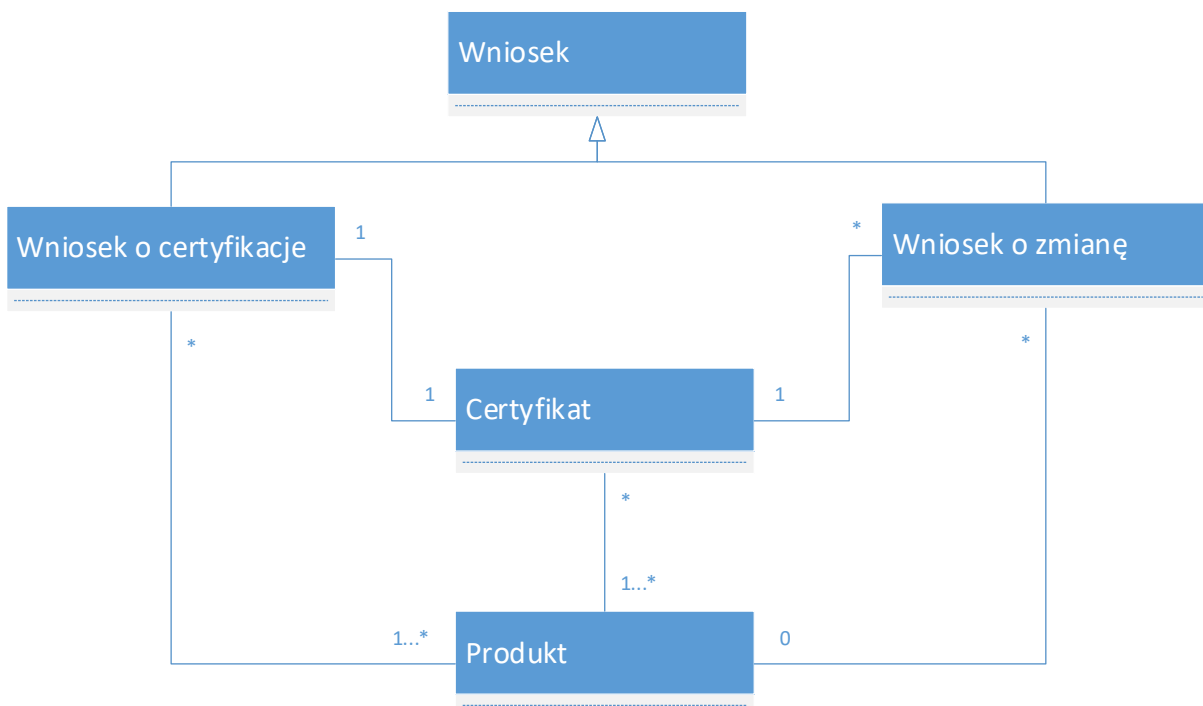 Wniosek
Wniosek o certyfikacje
1
*
Wniosek o zmianę
*
*
1
Certyfikat
1
*
1...*
1...*
Produkt
0